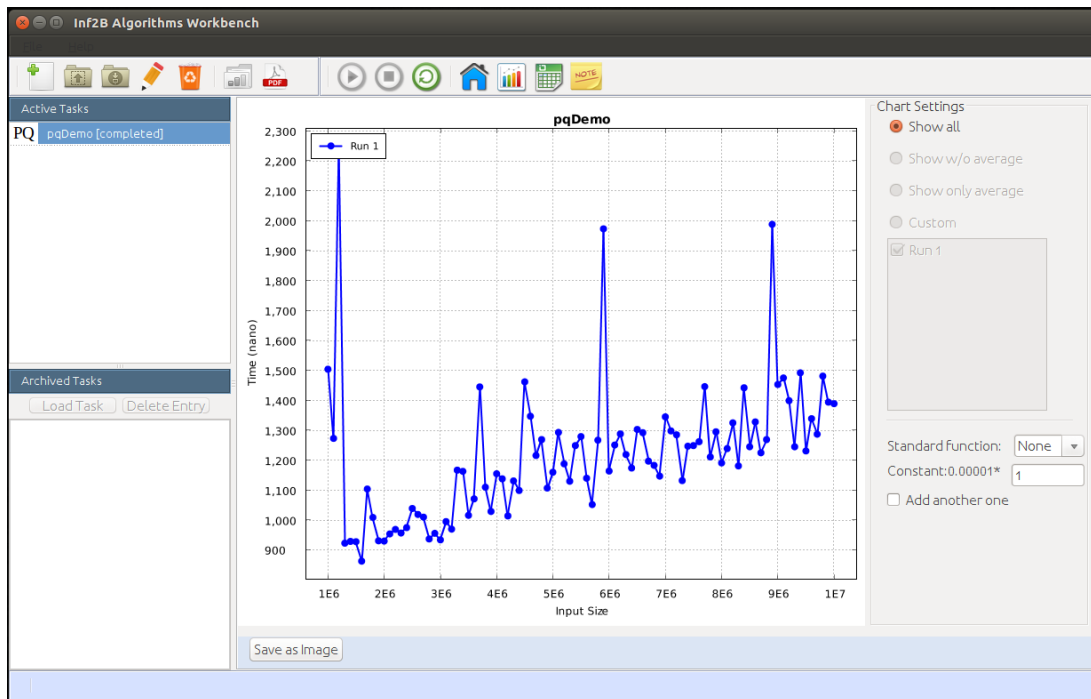 Inf2B Algorithms Workbench
File Help
PDF
NOTE
Active Tasks
PQ pqDemo [completed]
Archived Tasks
Load Task Delete Entry
pqDemo
Run 1
Time (nano)
2,300
2,200
2,100
2,000
1,900
1,800
1,700
1,600
1,500
1,400
1,300
1,200
1,100
1,000
900
1E6 2E6 3E6 4E6 5E6 6E6 7E6 8E6 9E6 1E7
Input Size
Save as Image
Chart Settings
Show all
Show w/o average
Show only average
Custom
Run 1
Standard function: None
Constant:0.00001* 1
Add another one